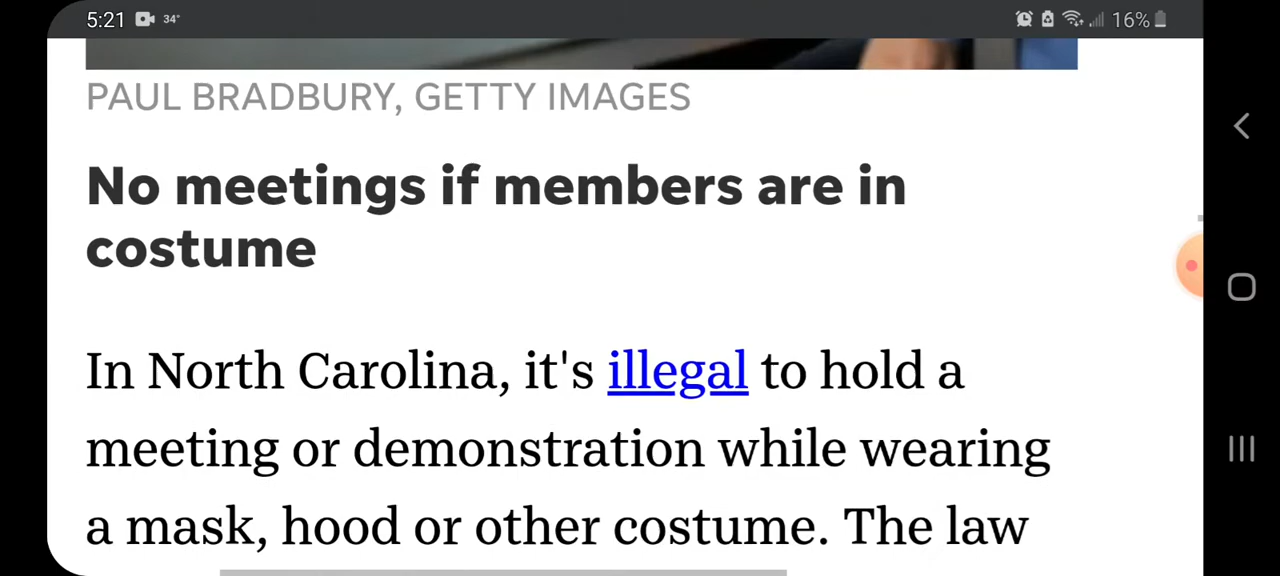 5:21 34° 16%
PAUL BRADBURY, GETTY IMAGES
No meetings if members are in
costume
In North Carolina, it's illegal to hold a
meeting or demonstration while wearing
a mask, hood or other costume. The law